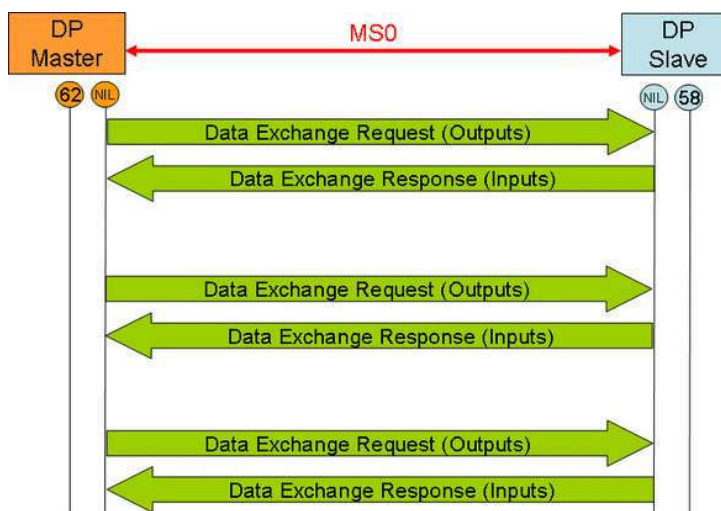 DP
Master
MS0
DP
Slave
62 NIL NIL 58
Data Exchange Request (Outputs)
Data Exchange Response (Inputs)
Data Exchange Request (Outputs)
Data Exchange Response (Inputs)
Data Exchange Request (Outputs)
Data Exchange Response (Inputs)